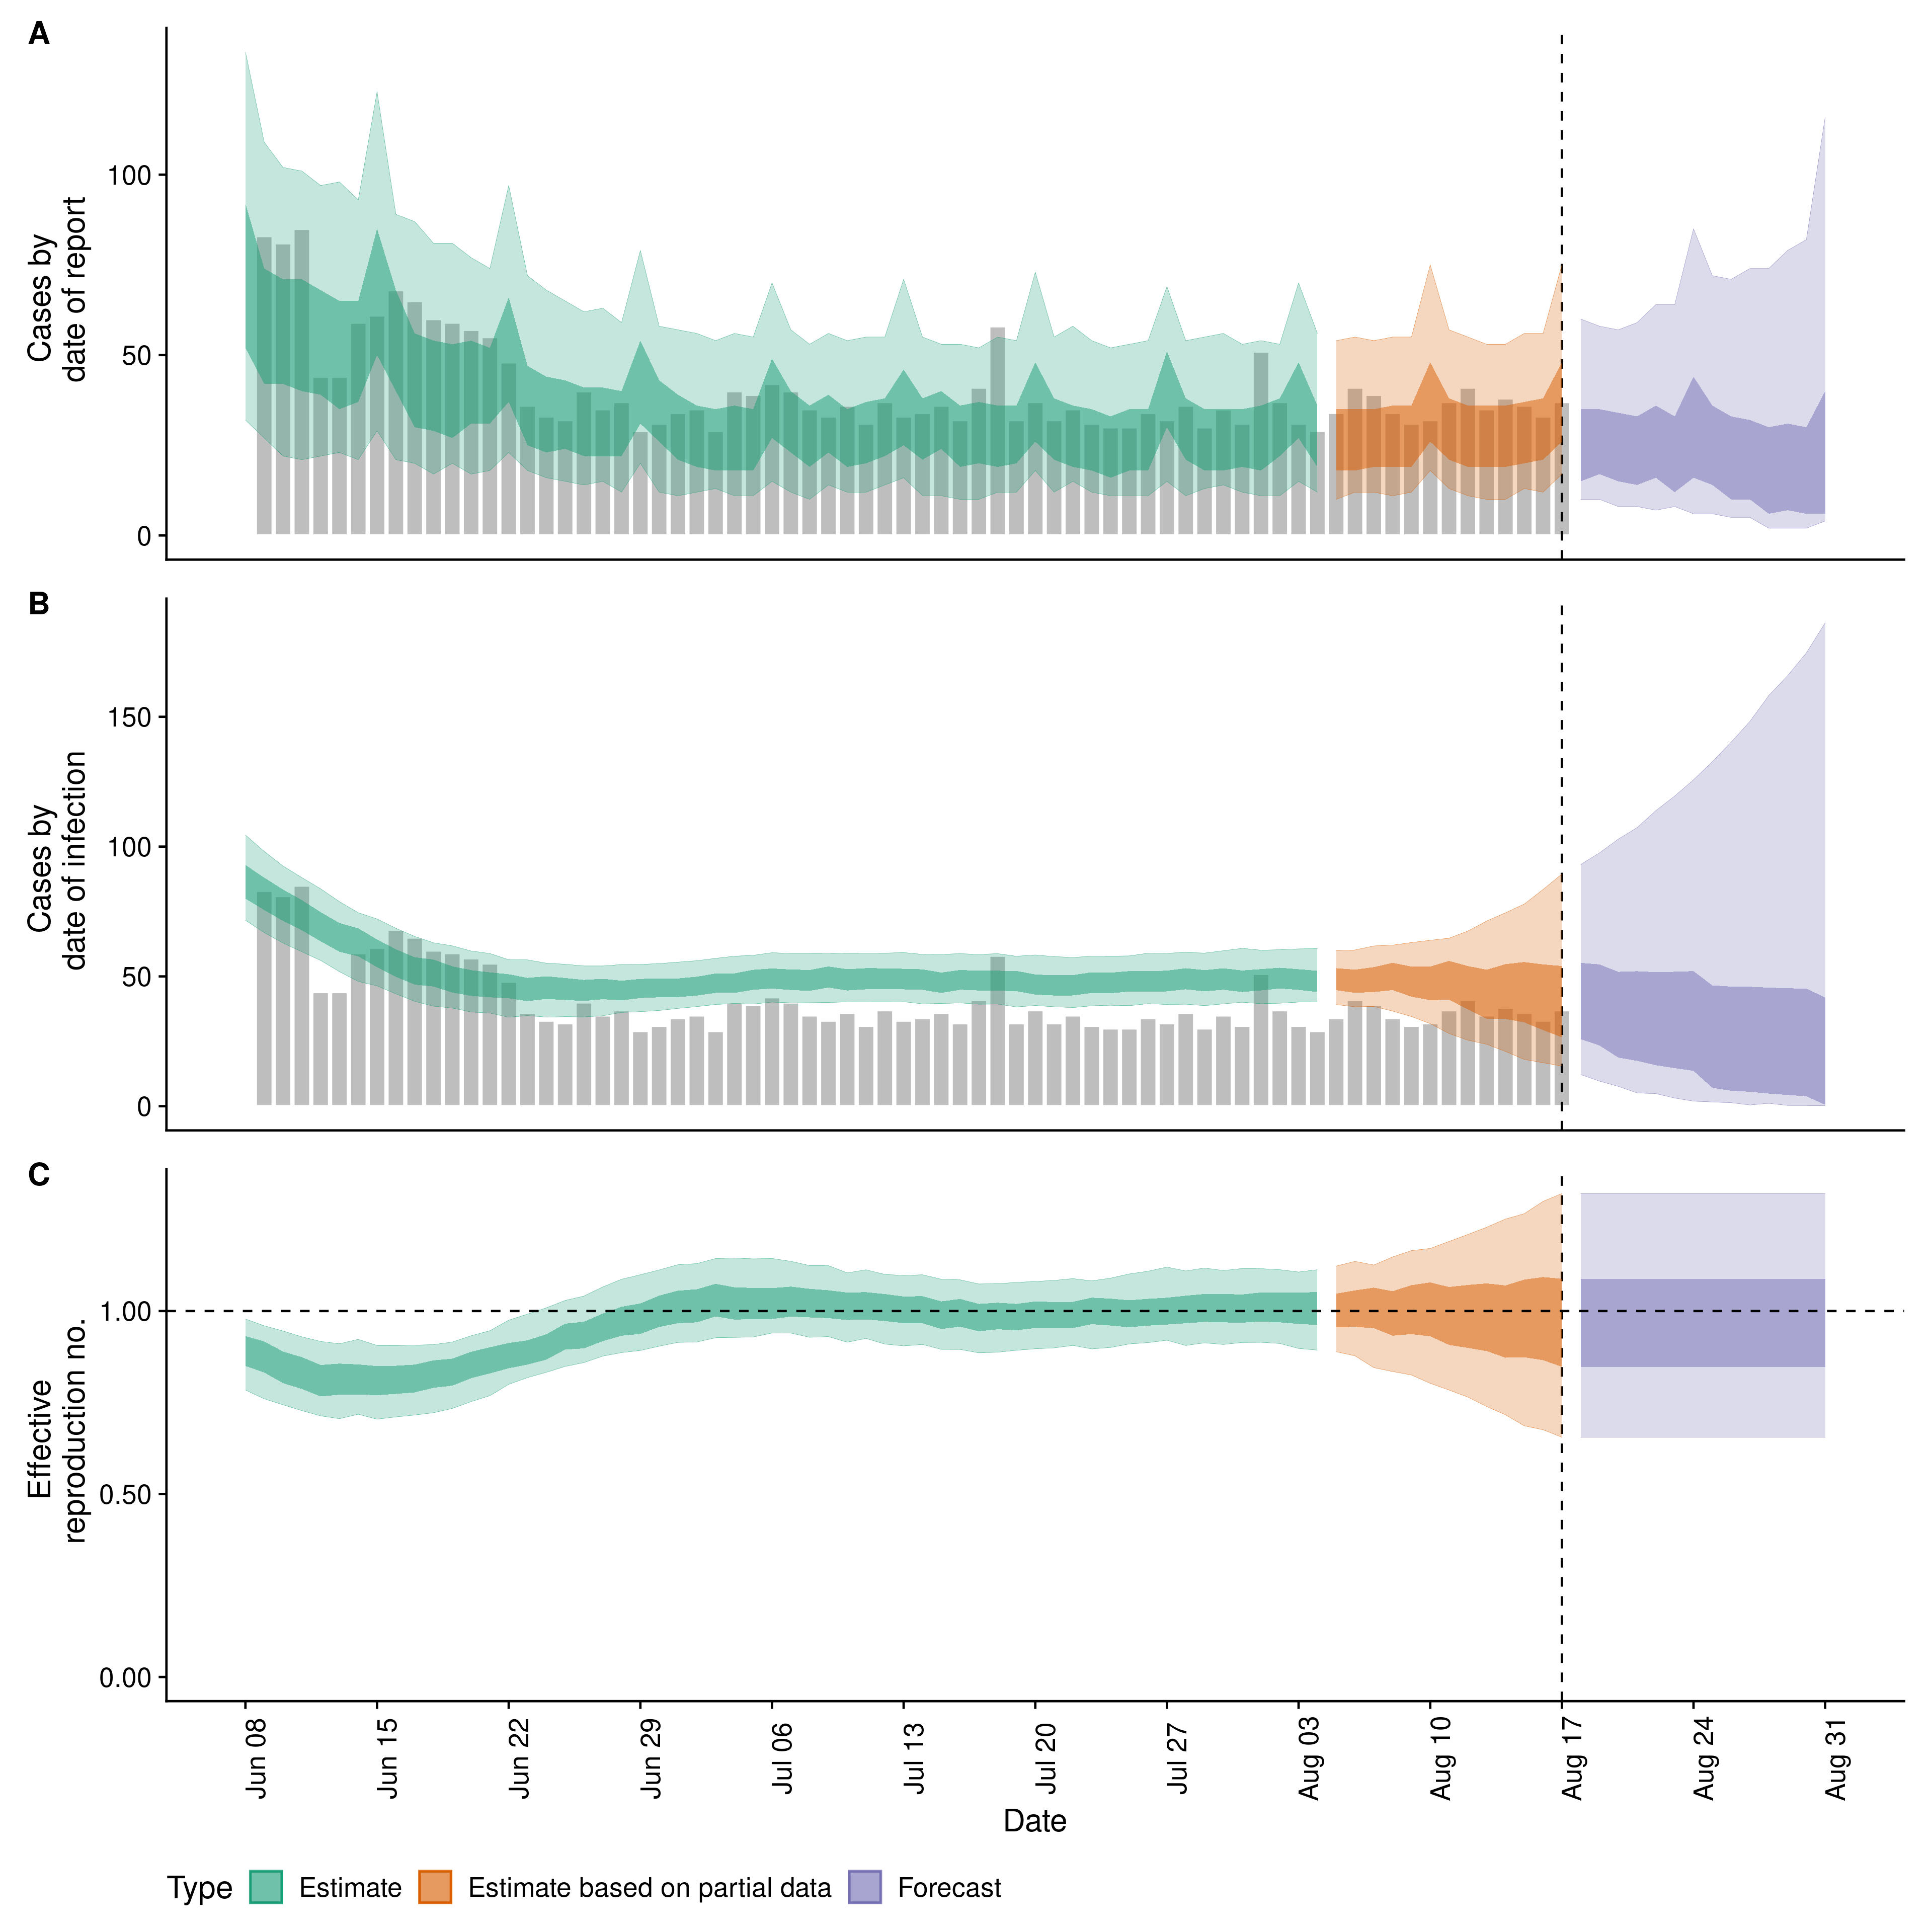 A
Cases by
date of report
100
50
0
B
Cases by
date of infection
150
100
50
0
C
Effective
reproduction no.
1.00
0.50
0.00
Jun 08
Jun 15
Jun 22
Jun 29
Jul 06
Jul 13
Jul 20
Jul 27
Aug 03
Aug 10
Aug 17
Aug 24
Aug 31
Date
Type Estimate Estimate based on partial data Forecast